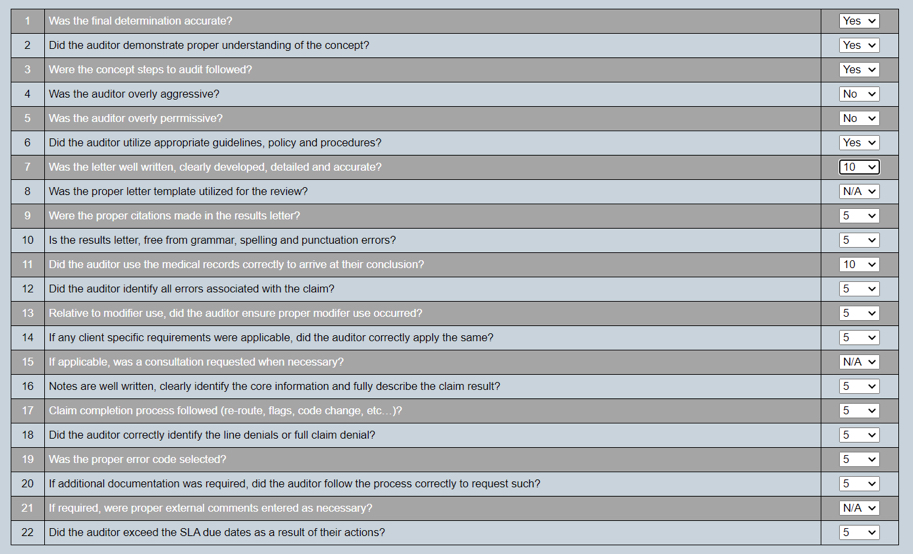 1 Was the final determination accurate? Yes
2 Did the auditor demonstrate proper understanding of the concept? Yes
3 Were the concept steps to audit followed? Yes
4 Was the auditor overly aggressive? No
5 Was the auditor overly perrmissive? No
6 Did the auditor utilize appropriate guidelines, policy and procedures? Yes
7 Was the letter well written, clearly developed, detailed and accurate? 10
8 Was the proper letter template utilized for the review? N/A
9 Were the proper citations made in the results letter? 5
10 Is the results letter, free from grammar, spelling and punctuation errors? 5
11 Did the auditor use the medical records correctly to arrive at their conclusion? 10
12 Did the auditor identify all errors associated with the claim? 5
13 Relative to modifier use, did the auditor ensure proper modifer use occurred? 5
14 If any client specific requirements were applicable, did the auditor correctly apply the same? 5
15 If applicable, was a consultation requested when necessary? N/A
16 Notes are well written, clearly identify the core information and fully describe the claim result? 5
17 Claim completion process followed (re-route, flags, code change, etc...)? 5
18 Did the auditor correctly identify the line denials or full claim denial? 5
19 Was the proper error code selected? 5
20 If additional documentation was required, did the auditor follow the process correctly to request such? 5
21 If required, were proper external comments entered as necessary? N/A
22 Did the auditor exceed the SLA due dates as a result of their actions? 5